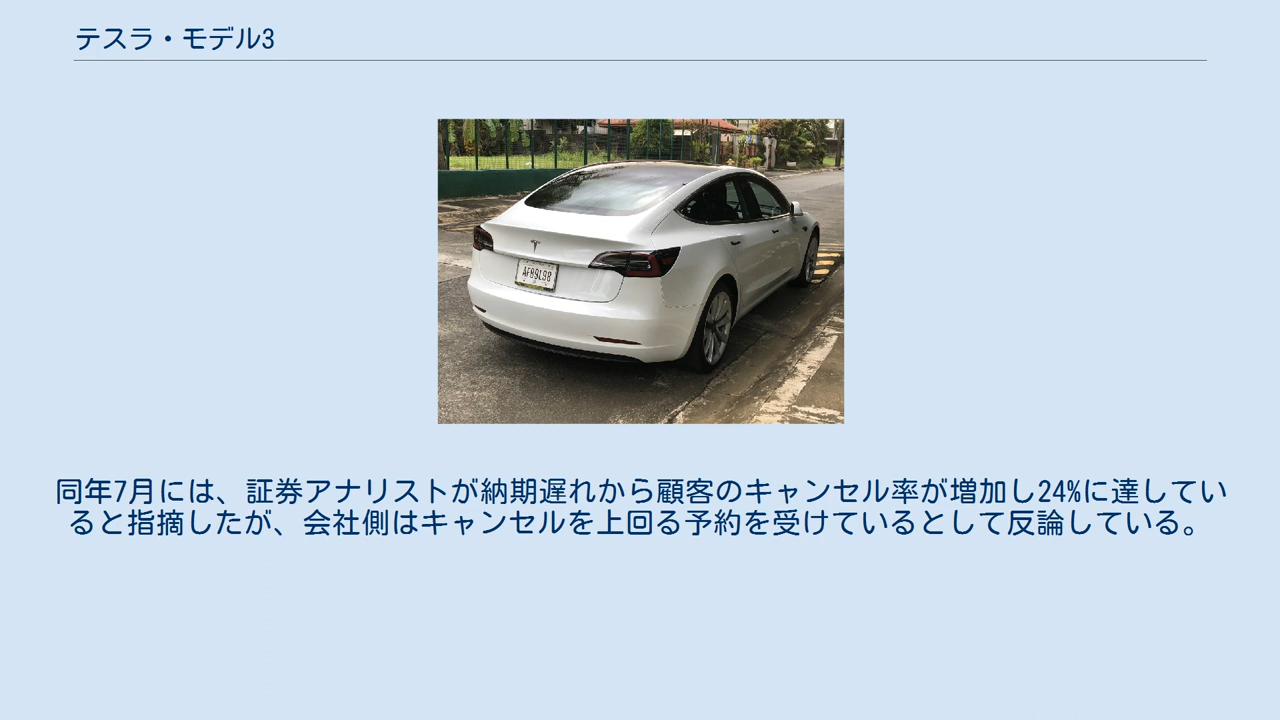 テスラ・モデル3
AF89L98
同年7月には、証券アナリストが納期遅れから顧客のキャンセル率が増加し24%に達してい
ると指摘したが、会社側はキャンセルを上回る予約を受けているとして反論している。